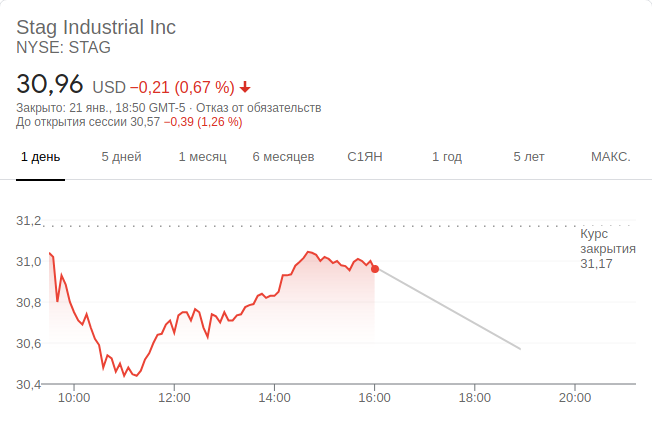 Stag Industrial Inc
NYSE: STAG
30,96 USD −0,21 (0,67 %)
Закрыто: 21 янв., 18:50 GMT-5 · Отказ от обязательств
До открытия сессии 30,57 −0,39 (1,26 %)
1 день 5 дней 1 месяц 6 месяцев С1ЯН 1 год 5 лет МАКС.
31,2
Курс
закрытия
31,17
31,0
30,8
30,6
30,4
10:00 12:00 14:00 16:00 18:00 20:00